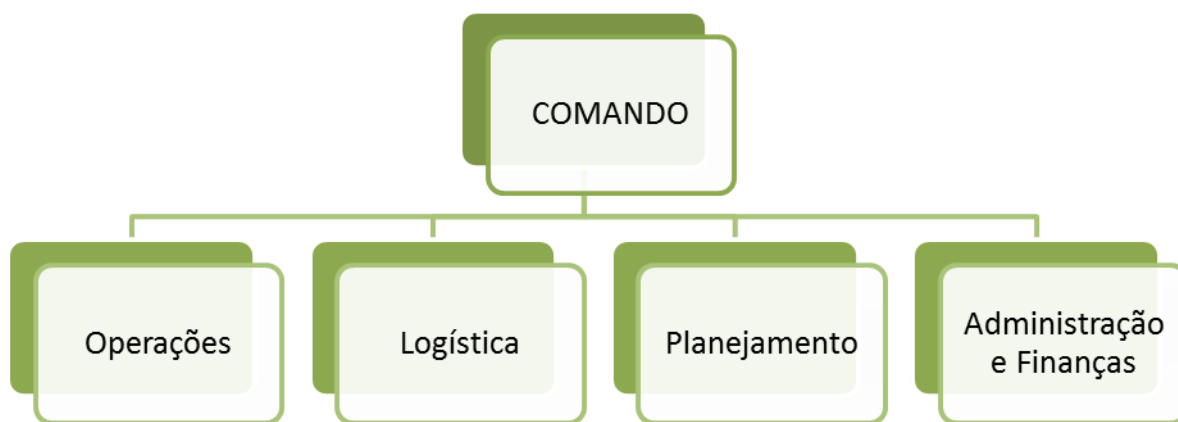 COMANDO
Operações
Logística
Planejamento
Administração
e Finanças